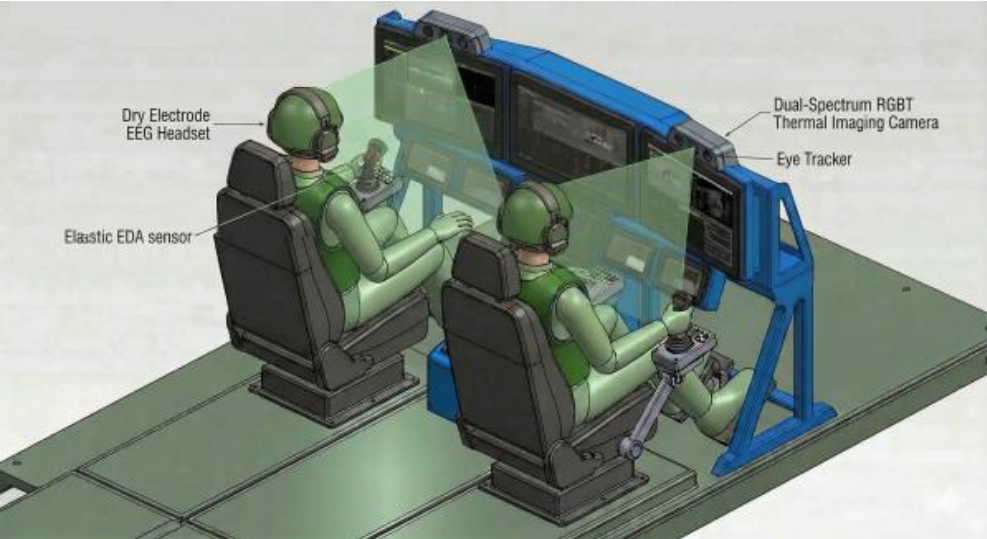 Dry Electrode
EEG Headset
Elastic EDA sensor
Dual-Spectrum RGBT
Thermal Imaging Camera
Eye Tracker